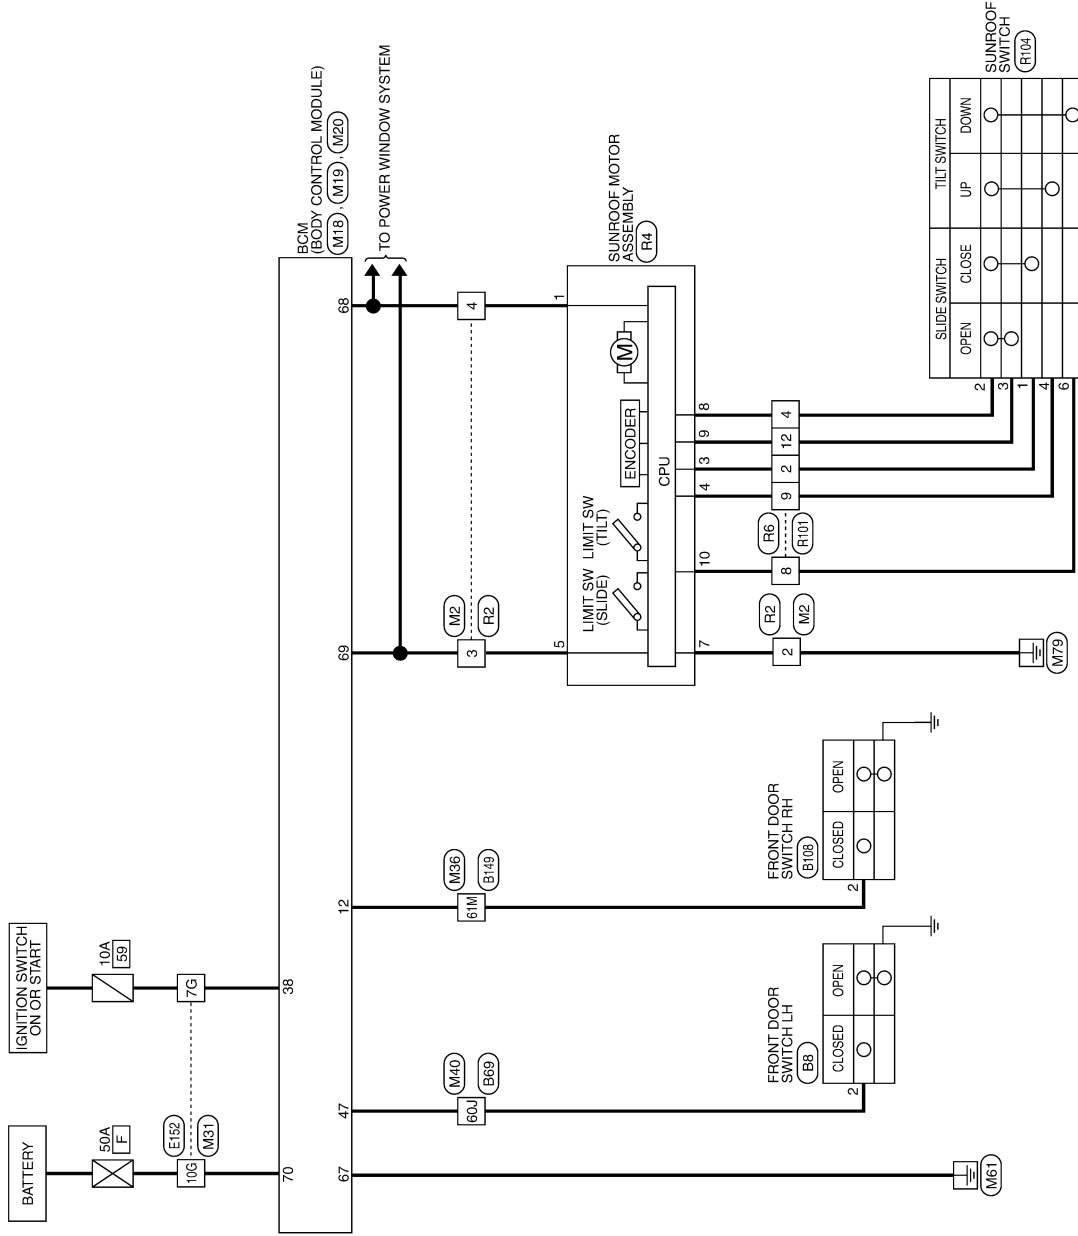 BATTERY
50A
F
10G
E152
M31
70
IGNITION SWITCH
ON OR START
10A
59
7G
38
BCM
(BODY CONTROL MODULE)
M18 , M19 , M20
67
47
12
69
68
TO POWER WINDOW SYSTEM
M61
60J
M40
B69
FRONT DOOR
SWITCH LH
B8
CLOSED
OPEN
2
61M
M36
B149
FRONT DOOR
SWITCH RH
B108
CLOSED
OPEN
2
3
M2
R2
4
5
1
SUNROOF MOTOR
ASSEMBLY
R4
LIMIT SW
(SLIDE)
LIMIT SW
(TILT)
ENCODER
M
CPU
7
10
4
3
9
8
2
R2
M2
8
R6
R101
9
2
12
4
M79
SUNROOF
SWITCH
R104
SLIDE SWITCH
TILT SWITCH
OPEN
CLOSE
UP
DOWN
2
3
1
4
6